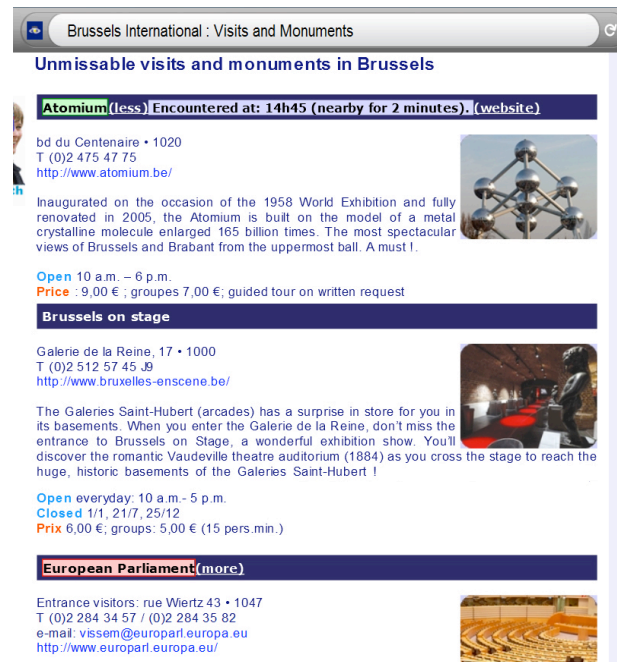 Brussels International : Visits and Monuments
Unmissable visits and monuments in Brussels
Atomium(less) Encountered at: 14h45 (nearby for 2 minutes). (website)
bd du Centenaire • 1020
T (0)2 475 47 75
http://www.atomium.be/
ch
Inaugurated on the occasion of the 1958 World Exhibition and fully
renovated in 2005, the Atomium is built on the model of a metal
crystalline molecule enlarged 165 billion times. The most spectacular
views of Brussels and Brabant from the uppermost ball. A must !.
Open 10 a.m. – 6 p.m.
Price : 9,00 € ; groupes 7,00 €; guided tour on written request
Brussels on stage
Galerie de la Reine, 17 • 1000
T (0)2 512 57 45 J9
http://www.bruxelles-enscene.be/
The Galeries Saint-Hubert (arcades) has a surprise in store for you in
its basements. When you enter the Galerie de la Reine, don't miss the
entrance to Brussels on Stage, a wonderful exhibition show. You'll
discover the romantic Vaudeville theatre auditorium (1884) as you cross the stage to reach the
huge, historic basements of the Galeries Saint-Hubert !
Open everyday: 10 a.m.- 5 p.m.
Closed 1/1, 21/7, 25/12
Prix 6,00 €; groups: 5,00 € (15 pers.min.)
European Parliament(more)
Entrance visitors: rue Wiertz 43 • 1047
T (0)2 284 34 57 / (0)2 284 35 82
e-mail: vissem@europarl.europa.eu
http://www.europarl.europa.eu/